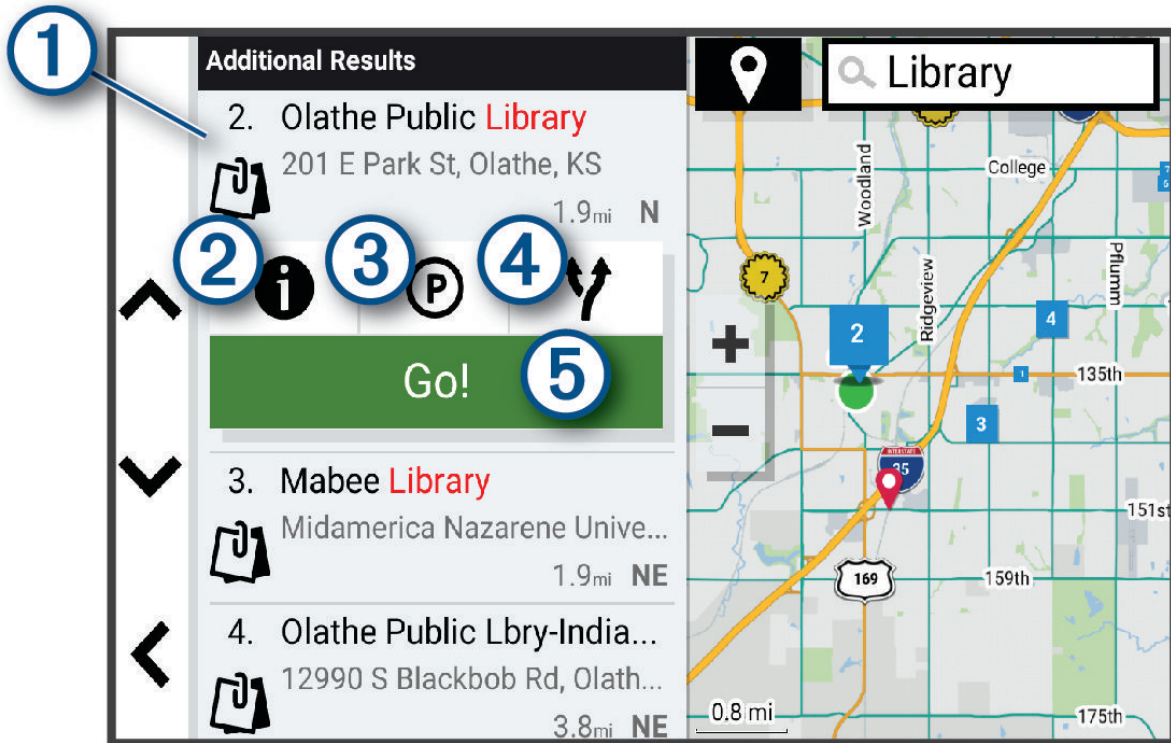 1
Additional Results
Library
2. Olathe Public Library
201 E Park St, Olathe, KS
1.9mi N
2
3
4
i
P
Go!
5
3. Mabee Library
Midamerica Nazarene Unive...
1.9mi NE
4. Olathe Public Lbry-India...
12990 S Blackbob Rd, Olath...
3.8mi NE
Woodland
College
7
5
Pflumm
Ridgeview
7
4
2
+
135th
1
3
−
INTERSTATE
35
151st
169
159th
0.8 mi
175th